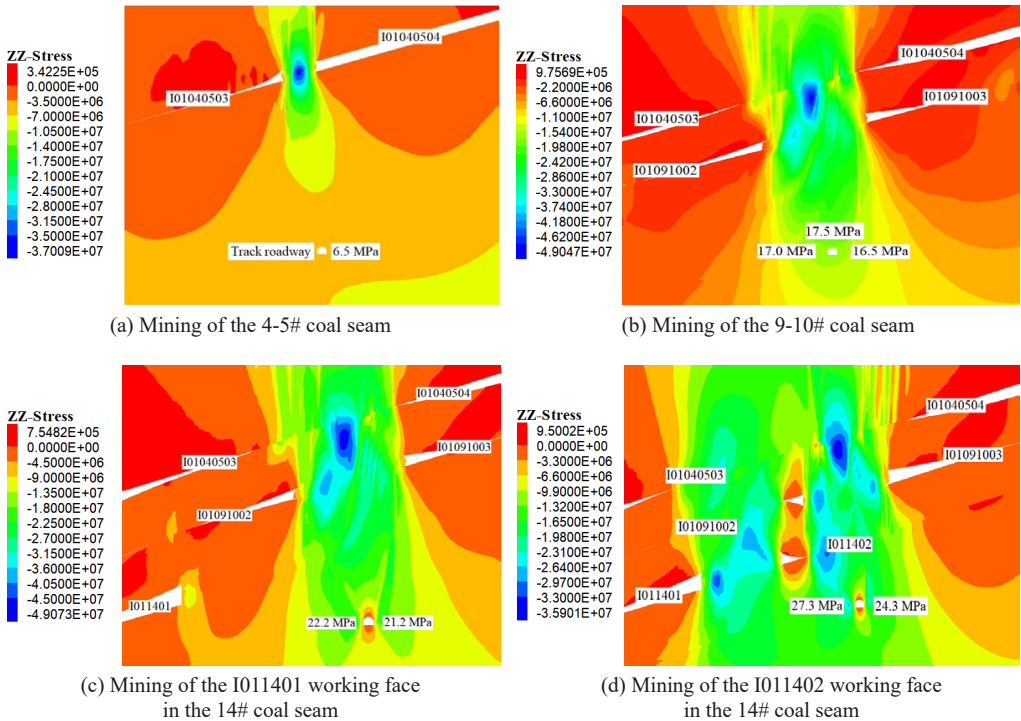 ZZ-Stress
3.4225E+05
0.0000E+00
-3.5000E+06
-7.0000E+06
-1.0500E+07
-1.4000E+07
-1.7500E+07
-2.1000E+07
-2.4500E+07
-2.8000E+07
-3.1500E+07
-3.5000E+07
-3.7009E+07
I01040504
I01040503
Track roadway
6.5 MPa
(a) Mining of the 4-5# coal seam
ZZ-Stress
9.7569E+05
0.0000E+00
-2.2000E+06
-6.6000E+06
-1.1000E+07
-1.5400E+07
-1.9800E+07
-2.4200E+07
-2.8600E+07
-3.3000E+07
-3.7400E+07
-4.1800E+07
-4.6200E+07
-4.9047E+07
I01040504
I01091003
I01040503
I01091002
17.5 MPa
17.0 MPa
16.5 MPa
(b) Mining of the 9-10# coal seam
ZZ-Stress
7.5482E+05
0.0000E+00
-4.5000E+06
-9.0000E+06
-1.3500E+07
-1.8000E+07
-2.2500E+07
-2.7000E+07
-3.1500E+07
-3.6000E+07
-4.0500E+07
-4.5000E+07
-4.9073E+07
I01040504
I01091003
I01040503
I01091002
I011401
22.2 MPa
21.2 MPa
(c) Mining of the I011401 working face
in the 14# coal seam
ZZ-Stress
9.5002E+05
0.0000E+00
-3.3000E+06
-6.6000E+06
-9.9000E+06
-1.3200E+07
-1.6500E+07
-1.9800E+07
-2.3100E+07
-2.6400E+07
-2.9700E+07
-3.3000E+07
-3.5901E+07
I01040504
I01091003
I01040503
I01091002
I011402
I011401
27.3 MPa
24.3 MPa
(d) Mining of the I011402 working face
in the 14# coal seam